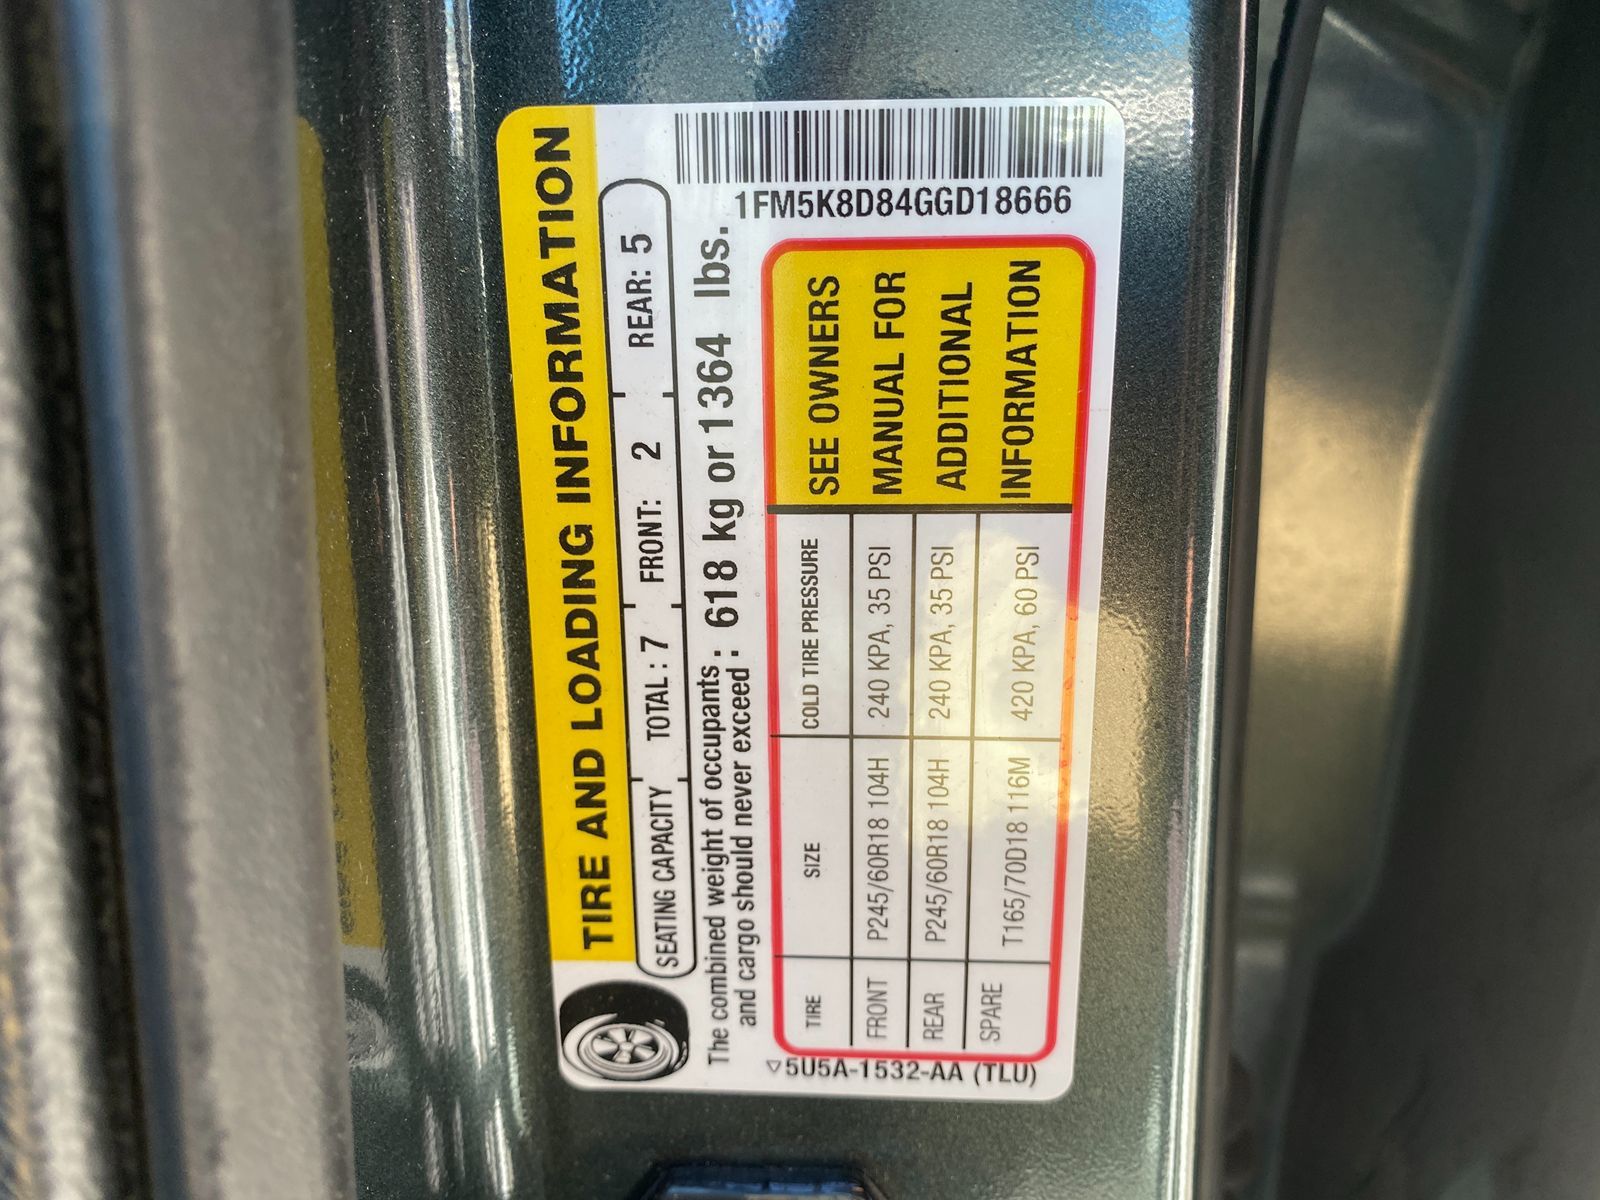 TIRE AND LOADING INFORMATION
SEATING CAPACITY TOTAL : 7 FRONT: 2 REAR: 5
The combined weight of occupants
and cargo should never exceed : 618 kg or 1364 lbs.
TIRE SIZE COLD TIRE PRESSURE
FRONT P245/60R18 104H 240 KPA, 35 PSI
REAR P245/60R18 104H 240 KPA, 35 PSI
SPARE T165/70D18 116M 420 KPA, 60 PSI
SEE OWNERS
MANUAL FOR
ADDITIONAL
INFORMATION
1FM5K8D84GGD18666
▽5U5A-1532-AA (TLU)